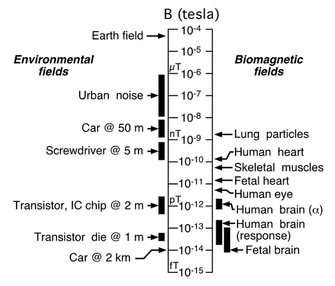 B (tesla)
Environmental
fields
Biomagnetic
fields
Earth field
Urban noise
Car @ 50 m
Screwdriver @ 5 m
Transistor, IC chip @ 2 m
Transistor die @ 1 m
Car @ 2 km
10-4
10-5
µT
10-6
10-7
10-8
nT
10-9
10-10
10-11
pT
10-12
10-13
10-14
fT
10-15
Lung particles
Human heart
Skeletal muscles
Fetal heart
Human eye
Human brain (α)
Human brain
(response)
Fetal brain